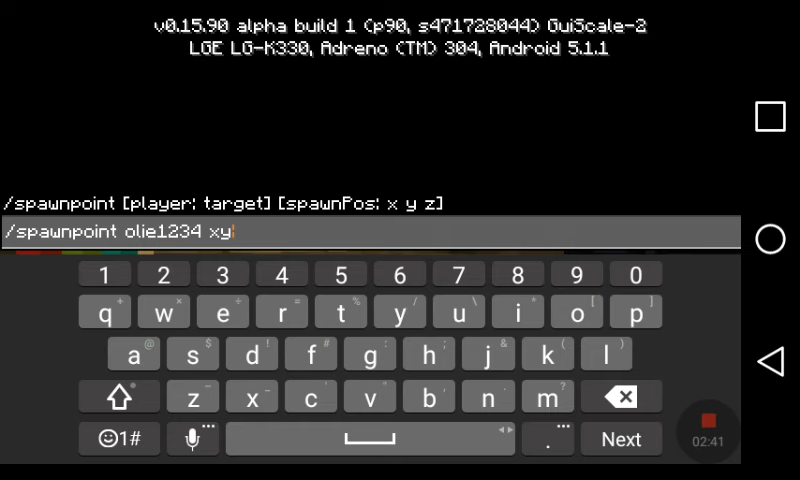 v0.15.90 alpha build 1 (p90, s471728044) GuiScale-2
LGE LG-K330, Adreno (TM) 304, Android 5.1.1
/spawnpoint [player: target] [spawnPos: x y z]
/spawnpoint olie1234 xy
1 2 3 4 5 6 7 8 9 0
q + w × e ÷ r = t % y / u \ i * o [ p ]
a @ s $ d ! f # g : h ; j & k ( l )
z – x _ c ' v " b , n . m ?
1# ... . ... Next
02:41